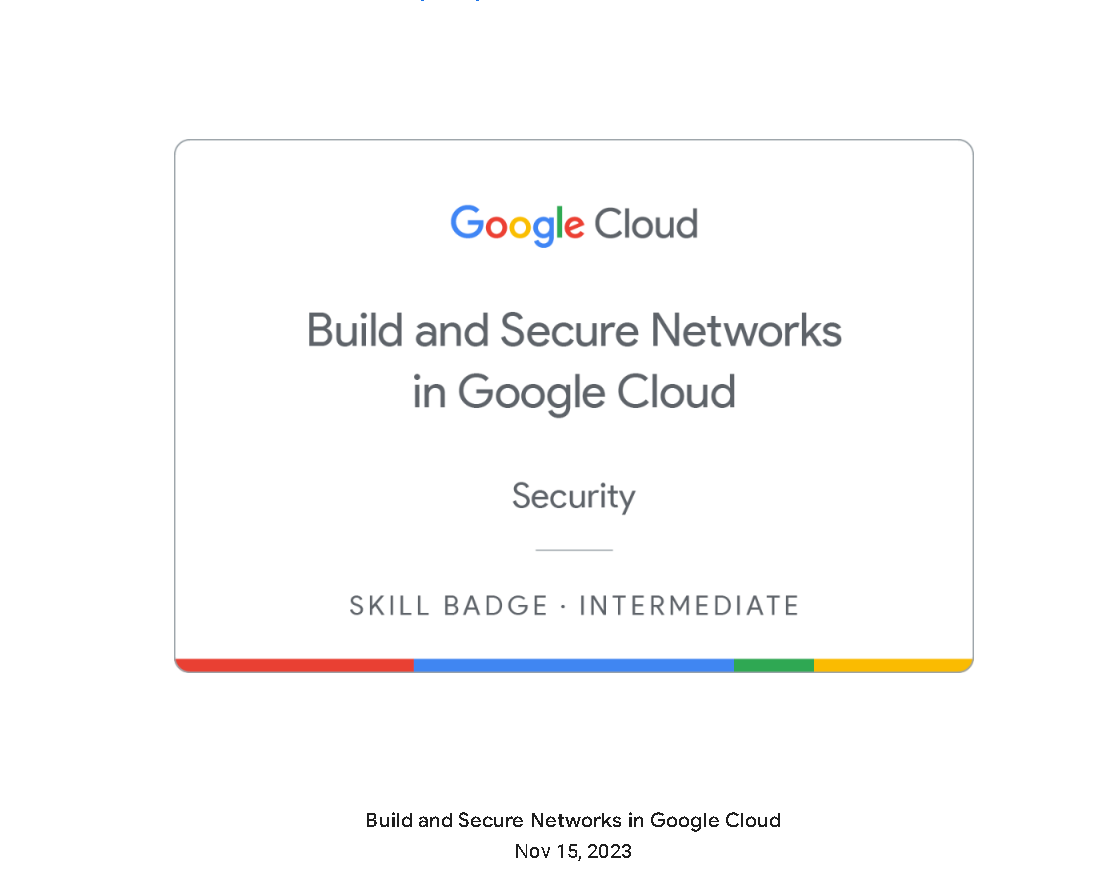 Google Cloud
Build and Secure Networks
in Google Cloud
Security
SKILL BADGE · INTERMEDIATE
Build and Secure Networks in Google Cloud
Nov 15, 2023